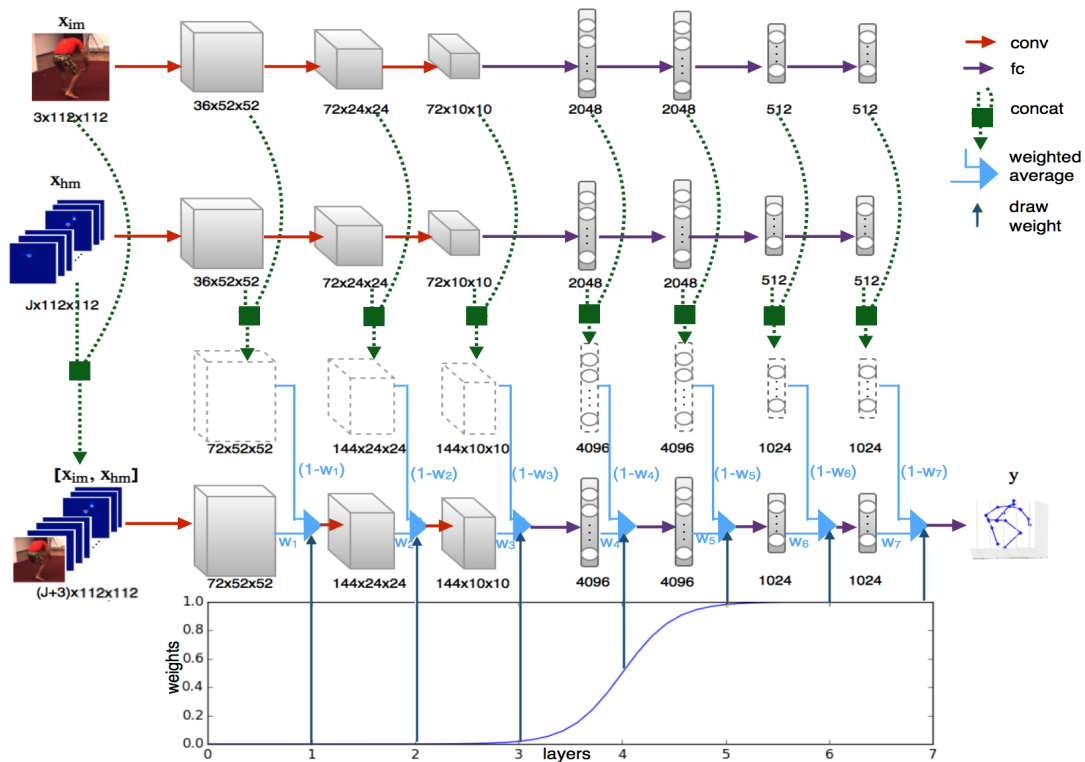 x_im
3x112x112
36x52x52
72x24x24
72x10x10
2048
2048
512
512
conv
fc
concat
weighted
average
draw
weight
x_hm
Jx112x112
36x52x52
72x24x24
72x10x10
2048
2048
512
512
72x52x52
144x24x24
144x10x10
4096
4096
1024
1024
(1-w₁)
(1-w₂)
(1-w₃)
(1-w₄)
(1-w₅)
(1-w₆)
(1-w₇)
[x_im, x_hm]
y
w₁
w₂
w₃
w₄
w₅
w₆
w₇
(J+3)x112x112
72x52x52
144x24x24
144x10x10
4096
4096
1024
1024
1.0
0.8
0.6
0.4
0.2
0.0
weights
0
1
2
3
4
5
6
7
layers